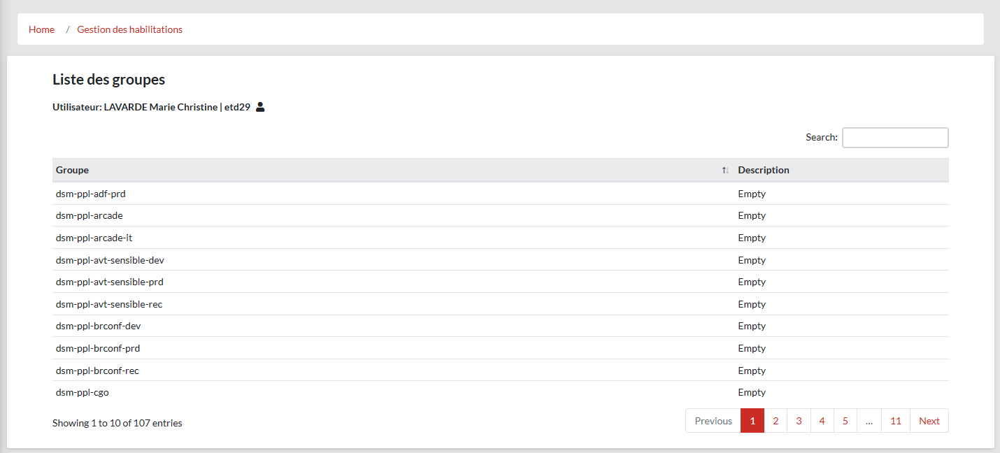 Home / Gestion des habilitations
Liste des groupes
Utilisateur: LAVARDE Marie Christine | etd29
Search:
Groupe Description
dsm-ppl-adf-prd Empty
dsm-ppl-arcade Empty
dsm-ppl-arcade-it Empty
dsm-ppl-avt-sensible-dev Empty
dsm-ppl-avt-sensible-prd Empty
dsm-ppl-avt-sensible-rec Empty
dsm-ppl-brconf-dev Empty
dsm-ppl-brconf-prd Empty
dsm-ppl-brconf-rec Empty
dsm-ppl-cgo Empty
Showing 1 to 10 of 107 entries Previous 1 2 3 4 5 ... 11 Next